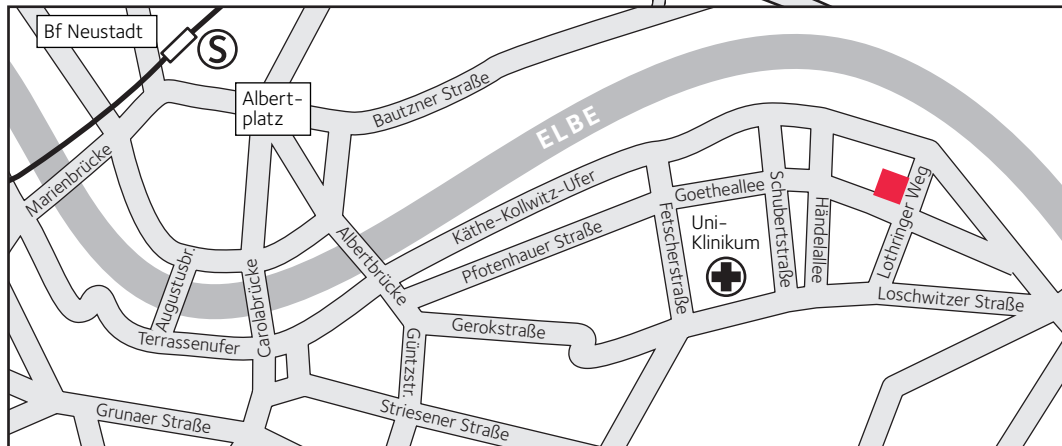 Bf Neustadt
S
Albert-
platz
Bautzner Straße
ELBE
Marienbrücke
Käthe-Kollwitz-Ufer
Goetheallee
Schubertstraße
Händelallee
Lothringer Weg
Albertbrücke
Pfotenhauer Straße
Fetscherstraße
Uni-
Klinikum
Augustusbr.
Carolabrücke
Loschwitzer Straße
Terrassenufer
Gerokstraße
Güntzstr.
Grunaer Straße
Striesener Straße